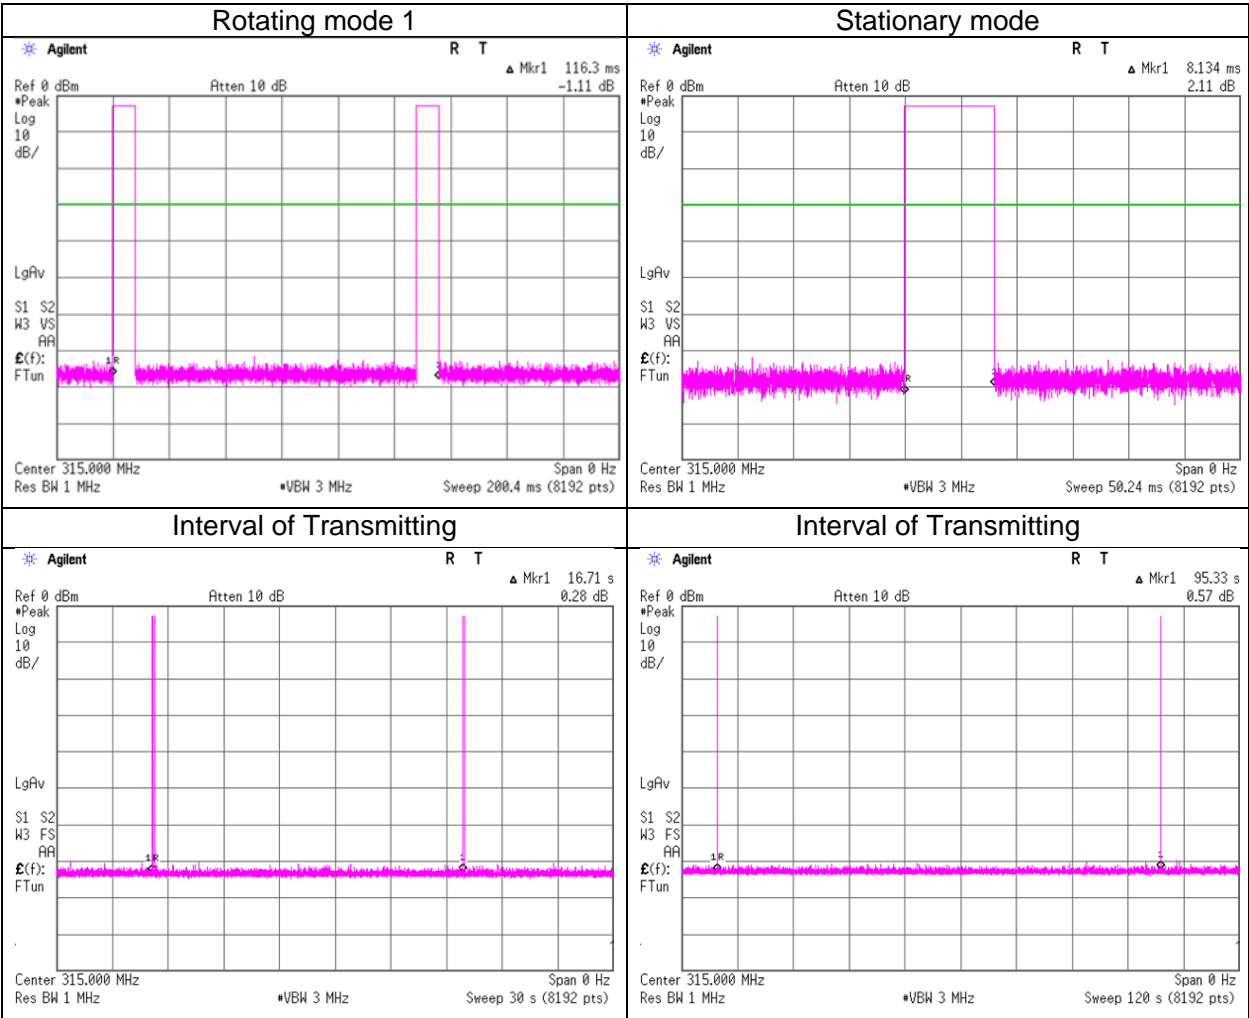 Rotating mode 1
Agilent R T
Δ Mkr1 116.3 ms
Ref 0 dBm Atten 10 dB -1.11 dB
#Peak
Log
10
dB/
LgAv
S1 S2
W3 VS
AA
£(f):
FTun
1R
1
Center 315.000 MHz Span 0 Hz
Res BW 1 MHz #VBW 3 MHz Sweep 200.4 ms (8192 pts)
Stationary mode
Agilent R T
Δ Mkr1 8.134 ms
Ref 0 dBm Atten 10 dB 2.11 dB
#Peak
Log
10
dB/
LgAv
S1 S2
W3 VS
AA
£(f):
FTun
R
1
Center 315.000 MHz Span 0 Hz
Res BW 1 MHz #VBW 3 MHz Sweep 50.24 ms (8192 pts)
Interval of Transmitting
Agilent R T
Δ Mkr1 16.71 s
Ref 0 dBm Atten 10 dB 0.28 dB
#Peak
Log
10
dB/
LgAv
S1 S2
W3 FS
AA
£(f):
FTun
1R
1
Center 315.000 MHz Span 0 Hz
Res BW 1 MHz #VBW 3 MHz Sweep 30 s (8192 pts)
Interval of Transmitting
Agilent R T
Δ Mkr1 95.33 s
Ref 0 dBm Atten 10 dB 0.57 dB
#Peak
Log
10
dB/
LgAv
S1 S2
W3 FS
AA
£(f):
FTun
1R
1
Center 315.000 MHz Span 0 Hz
Res BW 1 MHz #VBW 3 MHz Sweep 120 s (8192 pts)